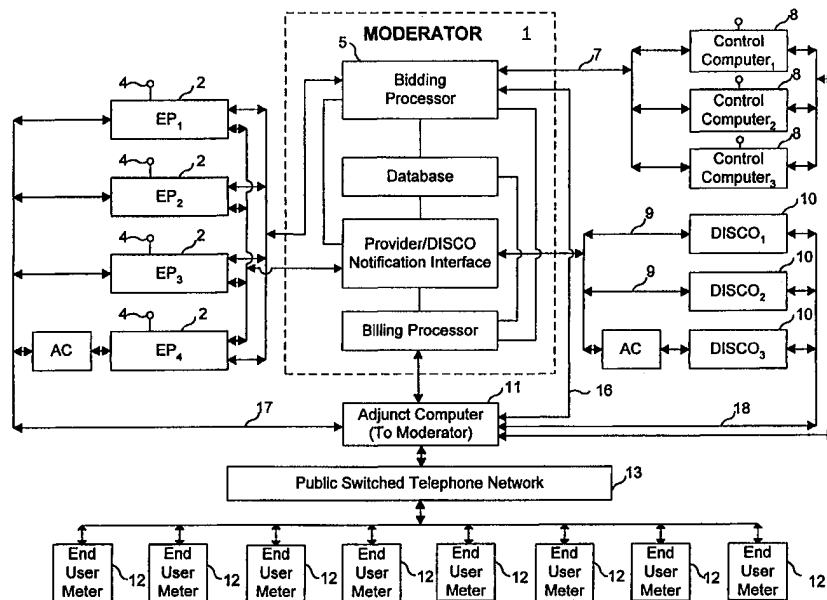 MODERATOR 1
5
Bidding
Processor
Database
Provider/DISCO
Notification Interface
Billing Processor
4 2
EP1
4 2
EP2
4 2
EP3
4 2
AC
EP4
7
8
Control
Computer1
8
Control
Computer2
8
Control
Computer3
9
10
DISCO1
9
10
DISCO2
10
AC
DISCO3
11
16
17
18
Adjunct Computer
(To Moderator)
Public Switched Telephone Network
13
End
User
Meter
12
End
User
Meter
12
End
User
Meter
12
End
User
Meter
12
End
User
Meter
12
End
User
Meter
12
End
User
Meter
12
End
User
Meter
12